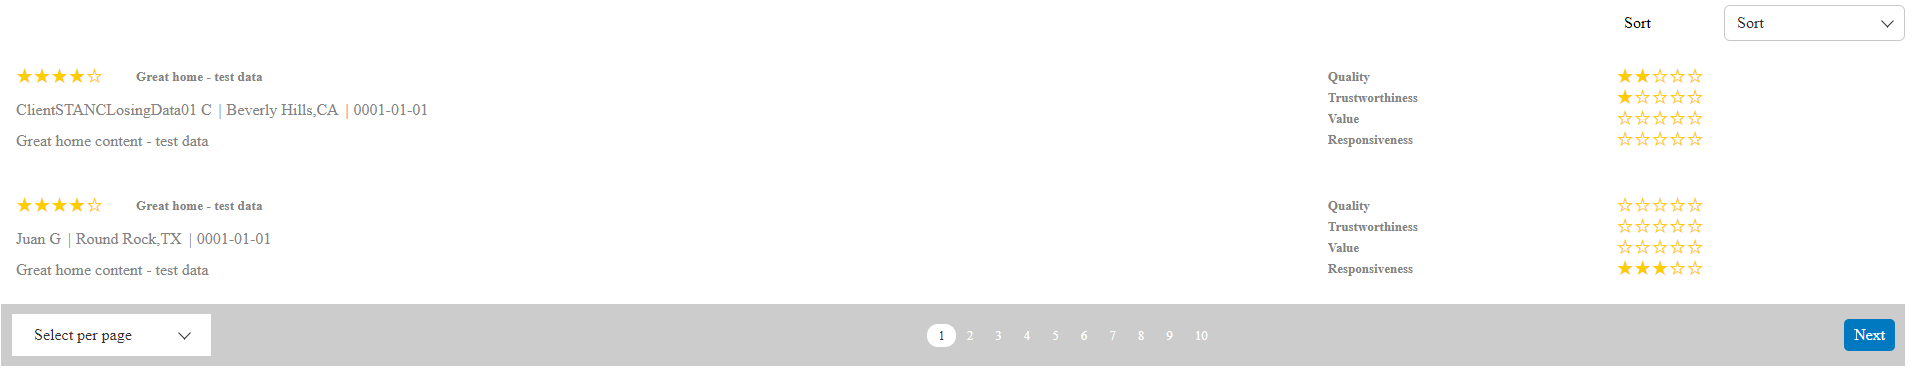 Sort Sort
★★★★☆ Great home - test data Quality ★★☆☆☆
Trustworthiness ★☆☆☆☆
ClientSTANCLosingData01 C | Beverly Hills,CA | 0001-01-01
Value ☆☆☆☆☆
Great home content - test data Responsiveness ☆☆☆☆☆
★★★★☆ Great home - test data Quality ☆☆☆☆☆
Trustworthiness ☆☆☆☆☆
Juan G | Round Rock,TX | 0001-01-01
Value ☆☆☆☆☆
Great home content - test data Responsiveness ★★★☆☆
Select per page 1 2 3 4 5 6 7 8 9 10 Next